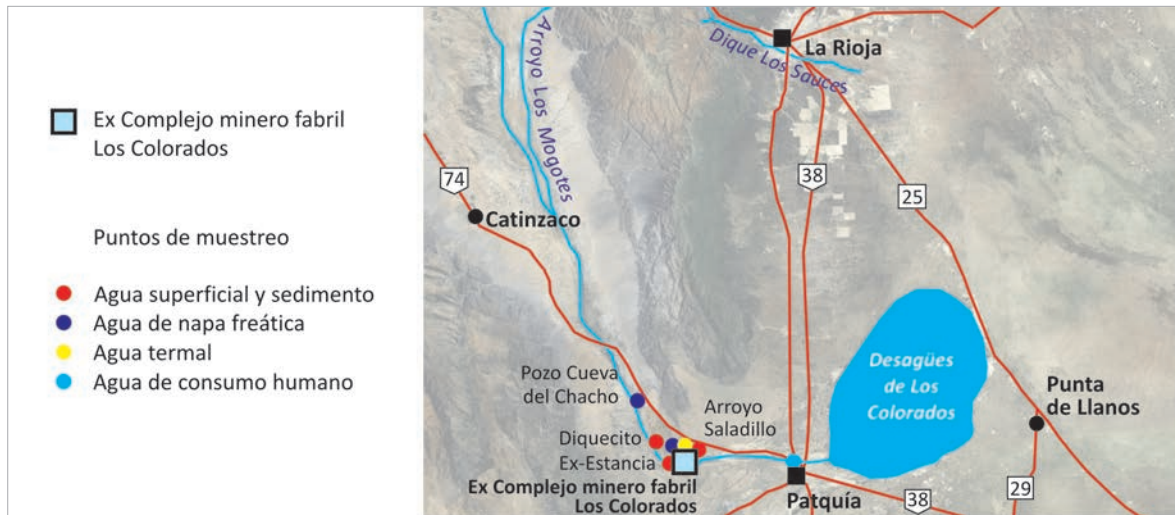 Ex Complejo minero fabril
Los Colorados
Puntos de muestreo
Agua superficial y sedimento
Agua de napa freática
Agua termal
Agua de consumo humano
Arroyo Los Mogotes
La Rioja
Dique Los Sauces
74
38
25
Catinzaco
Pozo Cueva
del Chacho
Arroyo
Saladillo
Desagües
de Los
Colorados
Punta
de Llanos
Diquecito
Ex-Estancia
Ex Complejo minero fabril
Los Colorados
Patquía
38
29